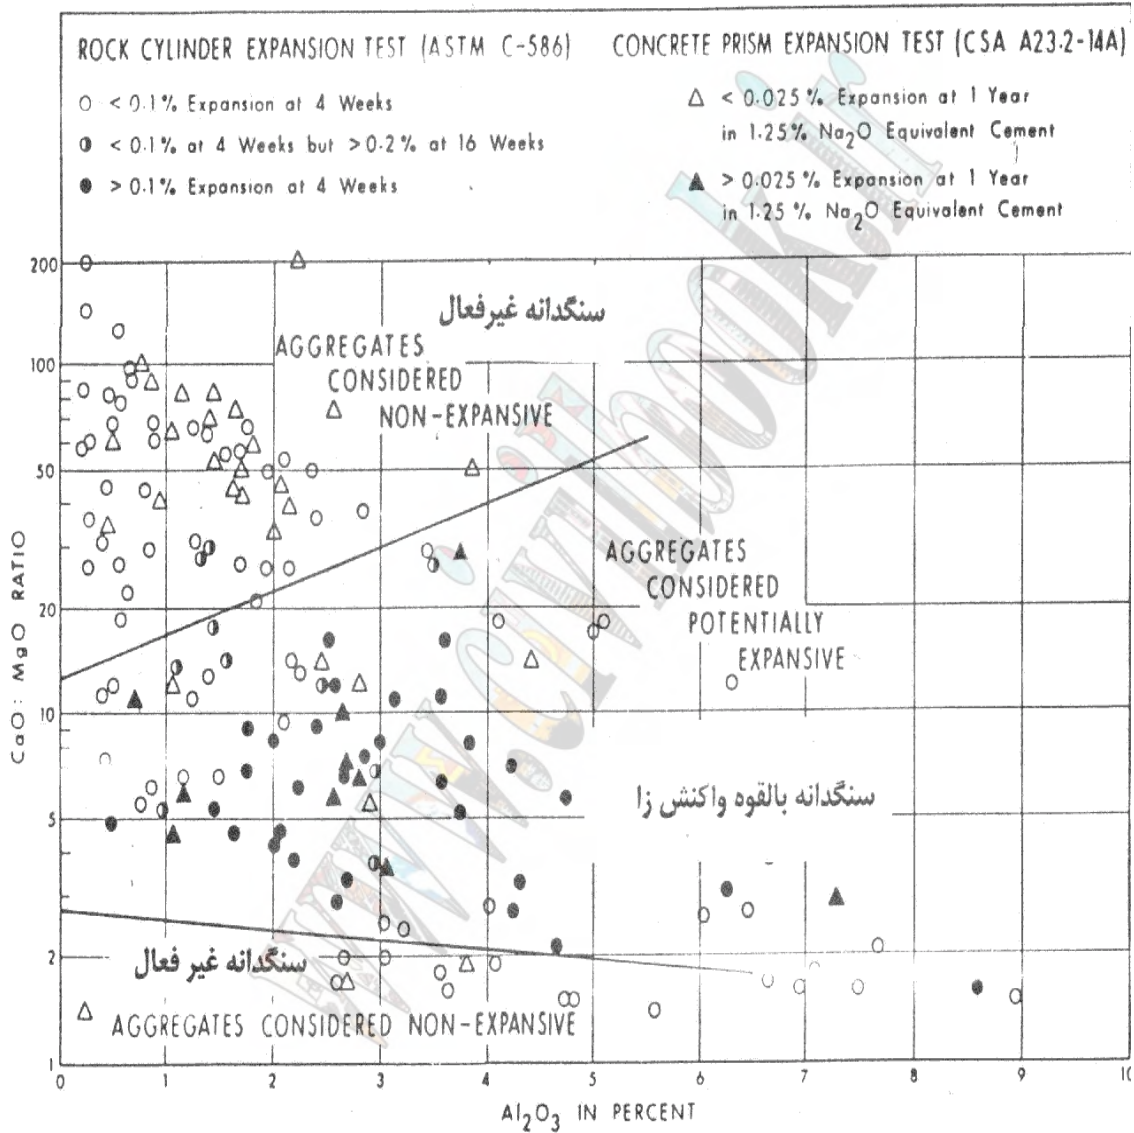 ROCK CYLINDER EXPANSION TEST (ASTM C-586)
○ < 0.1% Expansion at 4 Weeks
◑ < 0.1% at 4 Weeks but > 0.2% at 16 Weeks
● > 0.1% Expansion at 4 Weeks
CONCRETE PRISM EXPANSION TEST (CSA A23.2-14A)
△ < 0.025% Expansion at 1 Year
in 1.25% Na₂O Equivalent Cement
▲ > 0.025% Expansion at 1 Year
in 1.25% Na₂O Equivalent Cement
CaO: MgO RATIO
200
100
50
20
10
5
2
1
سنگدانه غیرفعال
AGGREGATES
CONSIDERED
NON-EXPANSIVE
AGGREGATES
CONSIDERED
POTENTIALLY
EXPANSIVE
سنگدانه بالقوه واکنش زا
سنگدانه غیر فعال
AGGREGATES CONSIDERED NON-EXPANSIVE
0 1 2 3 4 5 6 7 8 9 10
Al₂O₃ IN PERCENT
www.civilbook.ir